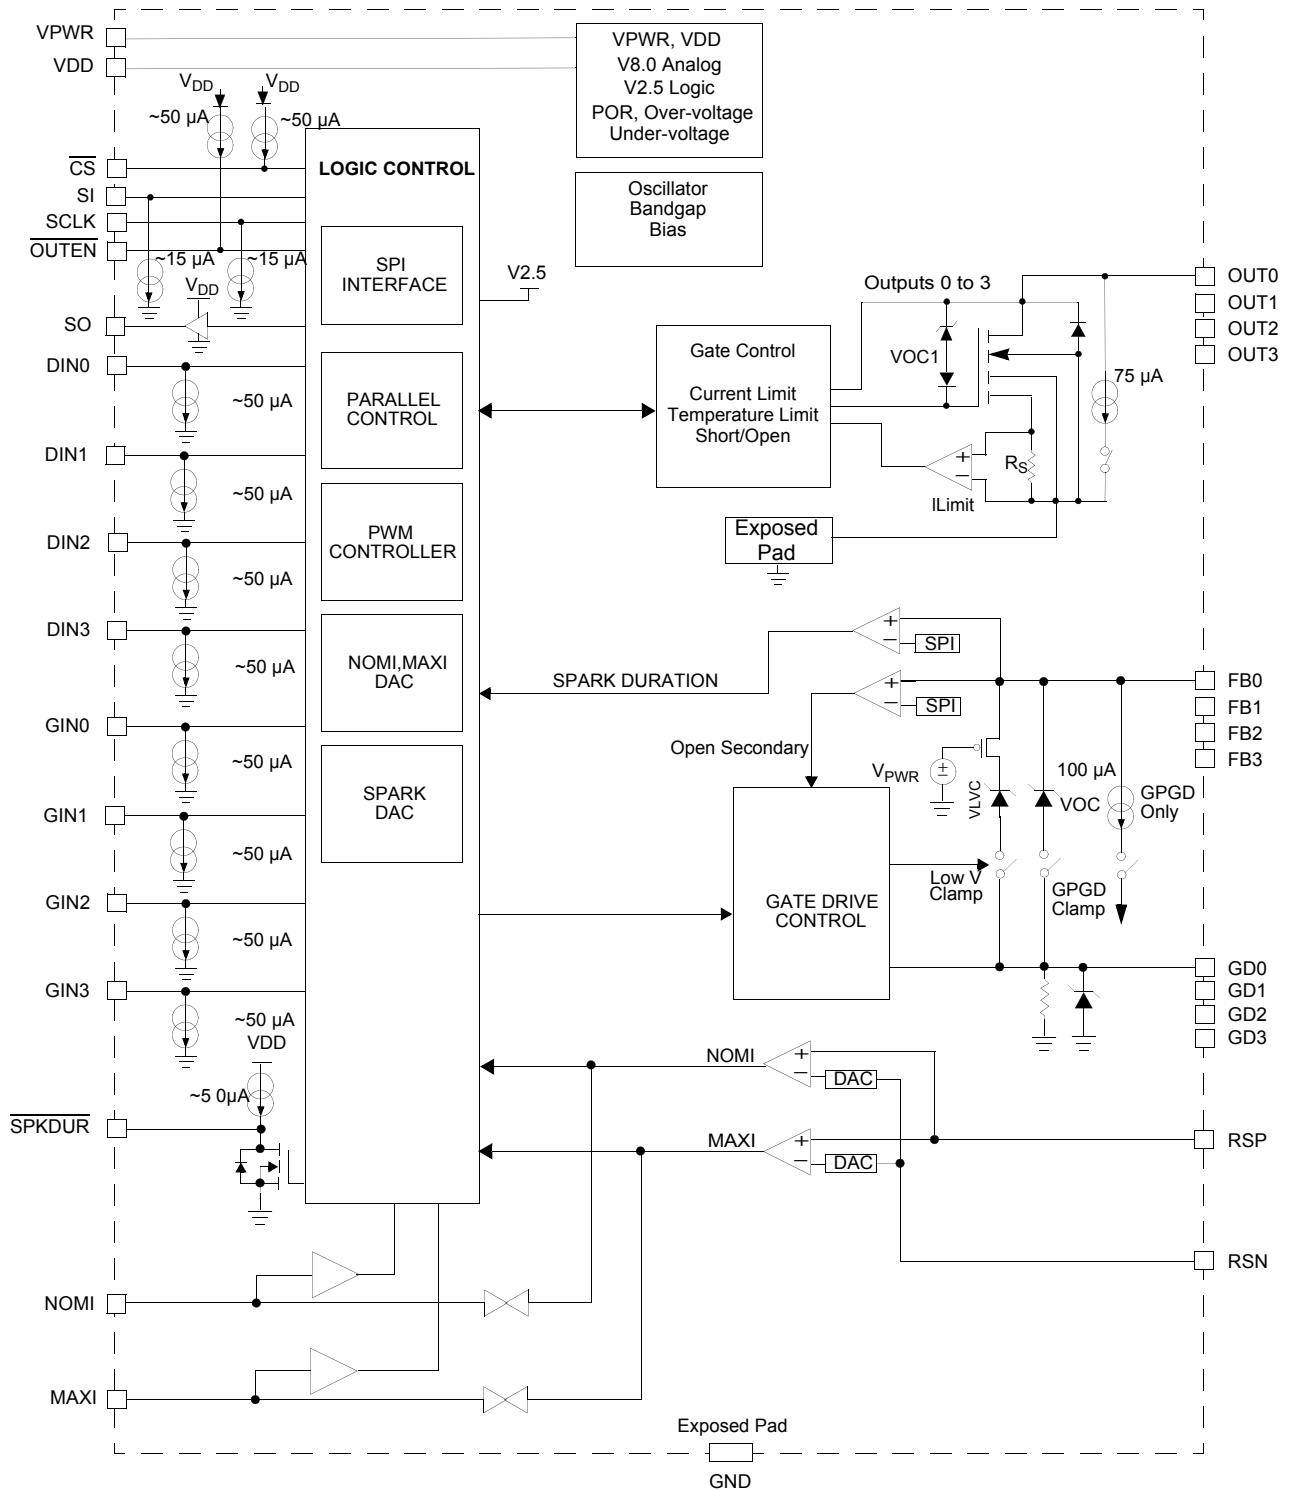 VPWR
VDD
VPWR, VDD
V8.0 Analog
V2.5 Logic
POR, Over-voltage
Under-voltage
VDD
VDD
~50 µA
~50 µA
CS
SI
SCLK
OUTEN
~15 µA
~15 µA
VDD
SO
LOGIC CONTROL
SPI
INTERFACE
V2.5
Oscillator
Bandgap
Bias
DIN0
~50 µA
DIN1
~50 µA
DIN2
~50 µA
DIN3
~50 µA
GIN0
~50 µA
GIN1
~50 µA
GIN2
~50 µA
GIN3
~50 µA
VDD
~5 0µA
SPKDUR
PARALLEL
CONTROL
PWM
CONTROLLER
NOMI,MAXI
DAC
SPARK
DAC
Outputs 0 to 3
Gate Control
Current Limit
Temperature Limit
Short/Open
VOC1
75 µA
+
−
RS
ILimit
Exposed
Pad
OUT0
OUT1
OUT2
OUT3
SPARK DURATION
+
−
SPI
+
−
SPI
Open Secondary
VPWR
±
VLVC
100 µA
VOC
GPGD
Only
FB0
FB1
FB2
FB3
GATE DRIVE
CONTROL
Low V
Clamp
GPGD
Clamp
GD0
GD1
GD2
GD3
NOMI
+
−
DAC
MAXI
+
−
DAC
RSP
RSN
NOMI
MAXI
Exposed Pad
GND